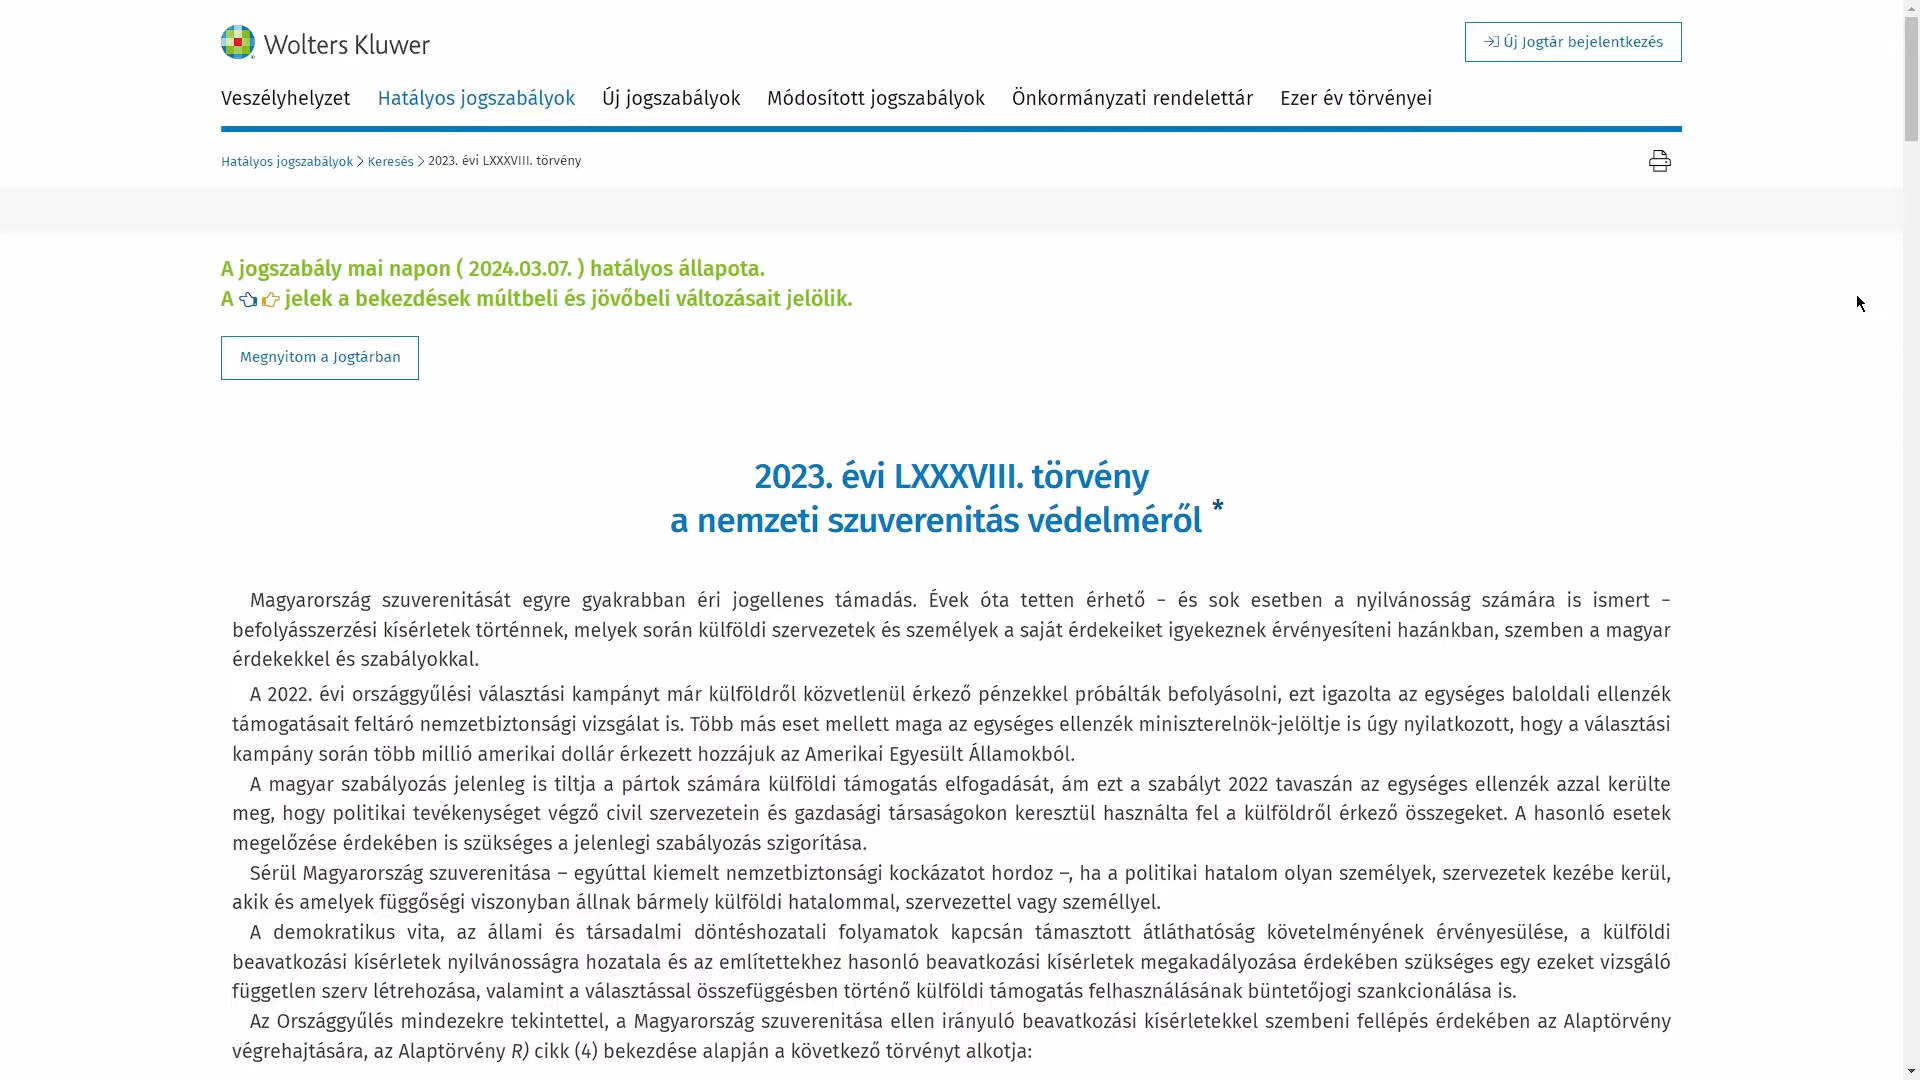 Wolters Kluwer
Új Jogtár bejelentkezés
Veszélyhelyzet Hatályos jogszabályok Új jogszabályok Módosított jogszabályok Önkormányzati rendelettár Ezer év törvényei
Hatályos jogszabályok > Keresés > 2023. évi LXXXVIII. törvény
A jogszabály mai napon ( 2024.03.07. ) hatályos állapota.
A jelek a bekezdések múltbeli és jövőbeli változásait jelölik.
Megnyitom a Jogtárban
2023. évi LXXXVIII. törvény
a nemzeti szuverenitás védelméről *
Magyarország szuverenitását egyre gyakrabban éri jogellenes támadás. Évek óta tetten érhető – és sok esetben a nyilvánosság számára is ismert –
befolyásszerzési kísérletek történnek, melyek során külföldi szervezetek és személyek a saját érdekeiket igyekeznek érvényesíteni hazánkban, szemben a magyar
érdekekkel és szabályokkal.
A 2022. évi országgyűlési választási kampányt már külföldről közvetlenül érkező pénzekkel próbálták befolyásolni, ezt igazolta az egységes baloldali ellenzék
támogatásait feltáró nemzetbiztonsági vizsgálat is. Több más eset mellett maga az egységes ellenzék miniszterelnök-jelöltje is úgy nyilatkozott, hogy a választási
kampány során több millió amerikai dollár érkezett hozzájuk az Amerikai Egyesült Államokból.
A magyar szabályozás jelenleg is tiltja a pártok számára külföldi támogatás elfogadását, ám ezt a szabályt 2022 tavaszán az egységes ellenzék azzal kerülte
meg, hogy politikai tevékenységet végző civil szervezetein és gazdasági társaságokon keresztül használta fel a külföldről érkező összegeket. A hasonló esetek
megelőzése érdekében is szükséges a jelenlegi szabályozás szigorítása.
Sérül Magyarország szuverenitása – egyúttal kiemelt nemzetbiztonsági kockázatot hordoz –, ha a politikai hatalom olyan személyek, szervezetek kezébe kerül,
akik és amelyek függőségi viszonyban állnak bármely külföldi hatalommal, szervezettel vagy személlyel.
A demokratikus vita, az állami és társadalmi döntéshozatali folyamatok kapcsán támasztott átláthatóság követelményének érvényesülése, a külföldi
beavatkozási kísérletek nyilvánosságra hozatala és az említettekhez hasonló beavatkozási kísérletek megakadályozása érdekében szükséges egy ezeket vizsgáló
független szerv létrehozása, valamint a választással összefüggésben történő külföldi támogatás felhasználásának büntetőjogi szankcionálása is.
Az Országgyűlés mindezekre tekintettel, a Magyarország szuverenitása ellen irányuló beavatkozási kísérletekkel szembeni fellépés érdekében az Alaptörvény
végrehajtására, az Alaptörvény R) cikk (4) bekezdése alapján a következő törvényt alkotja: